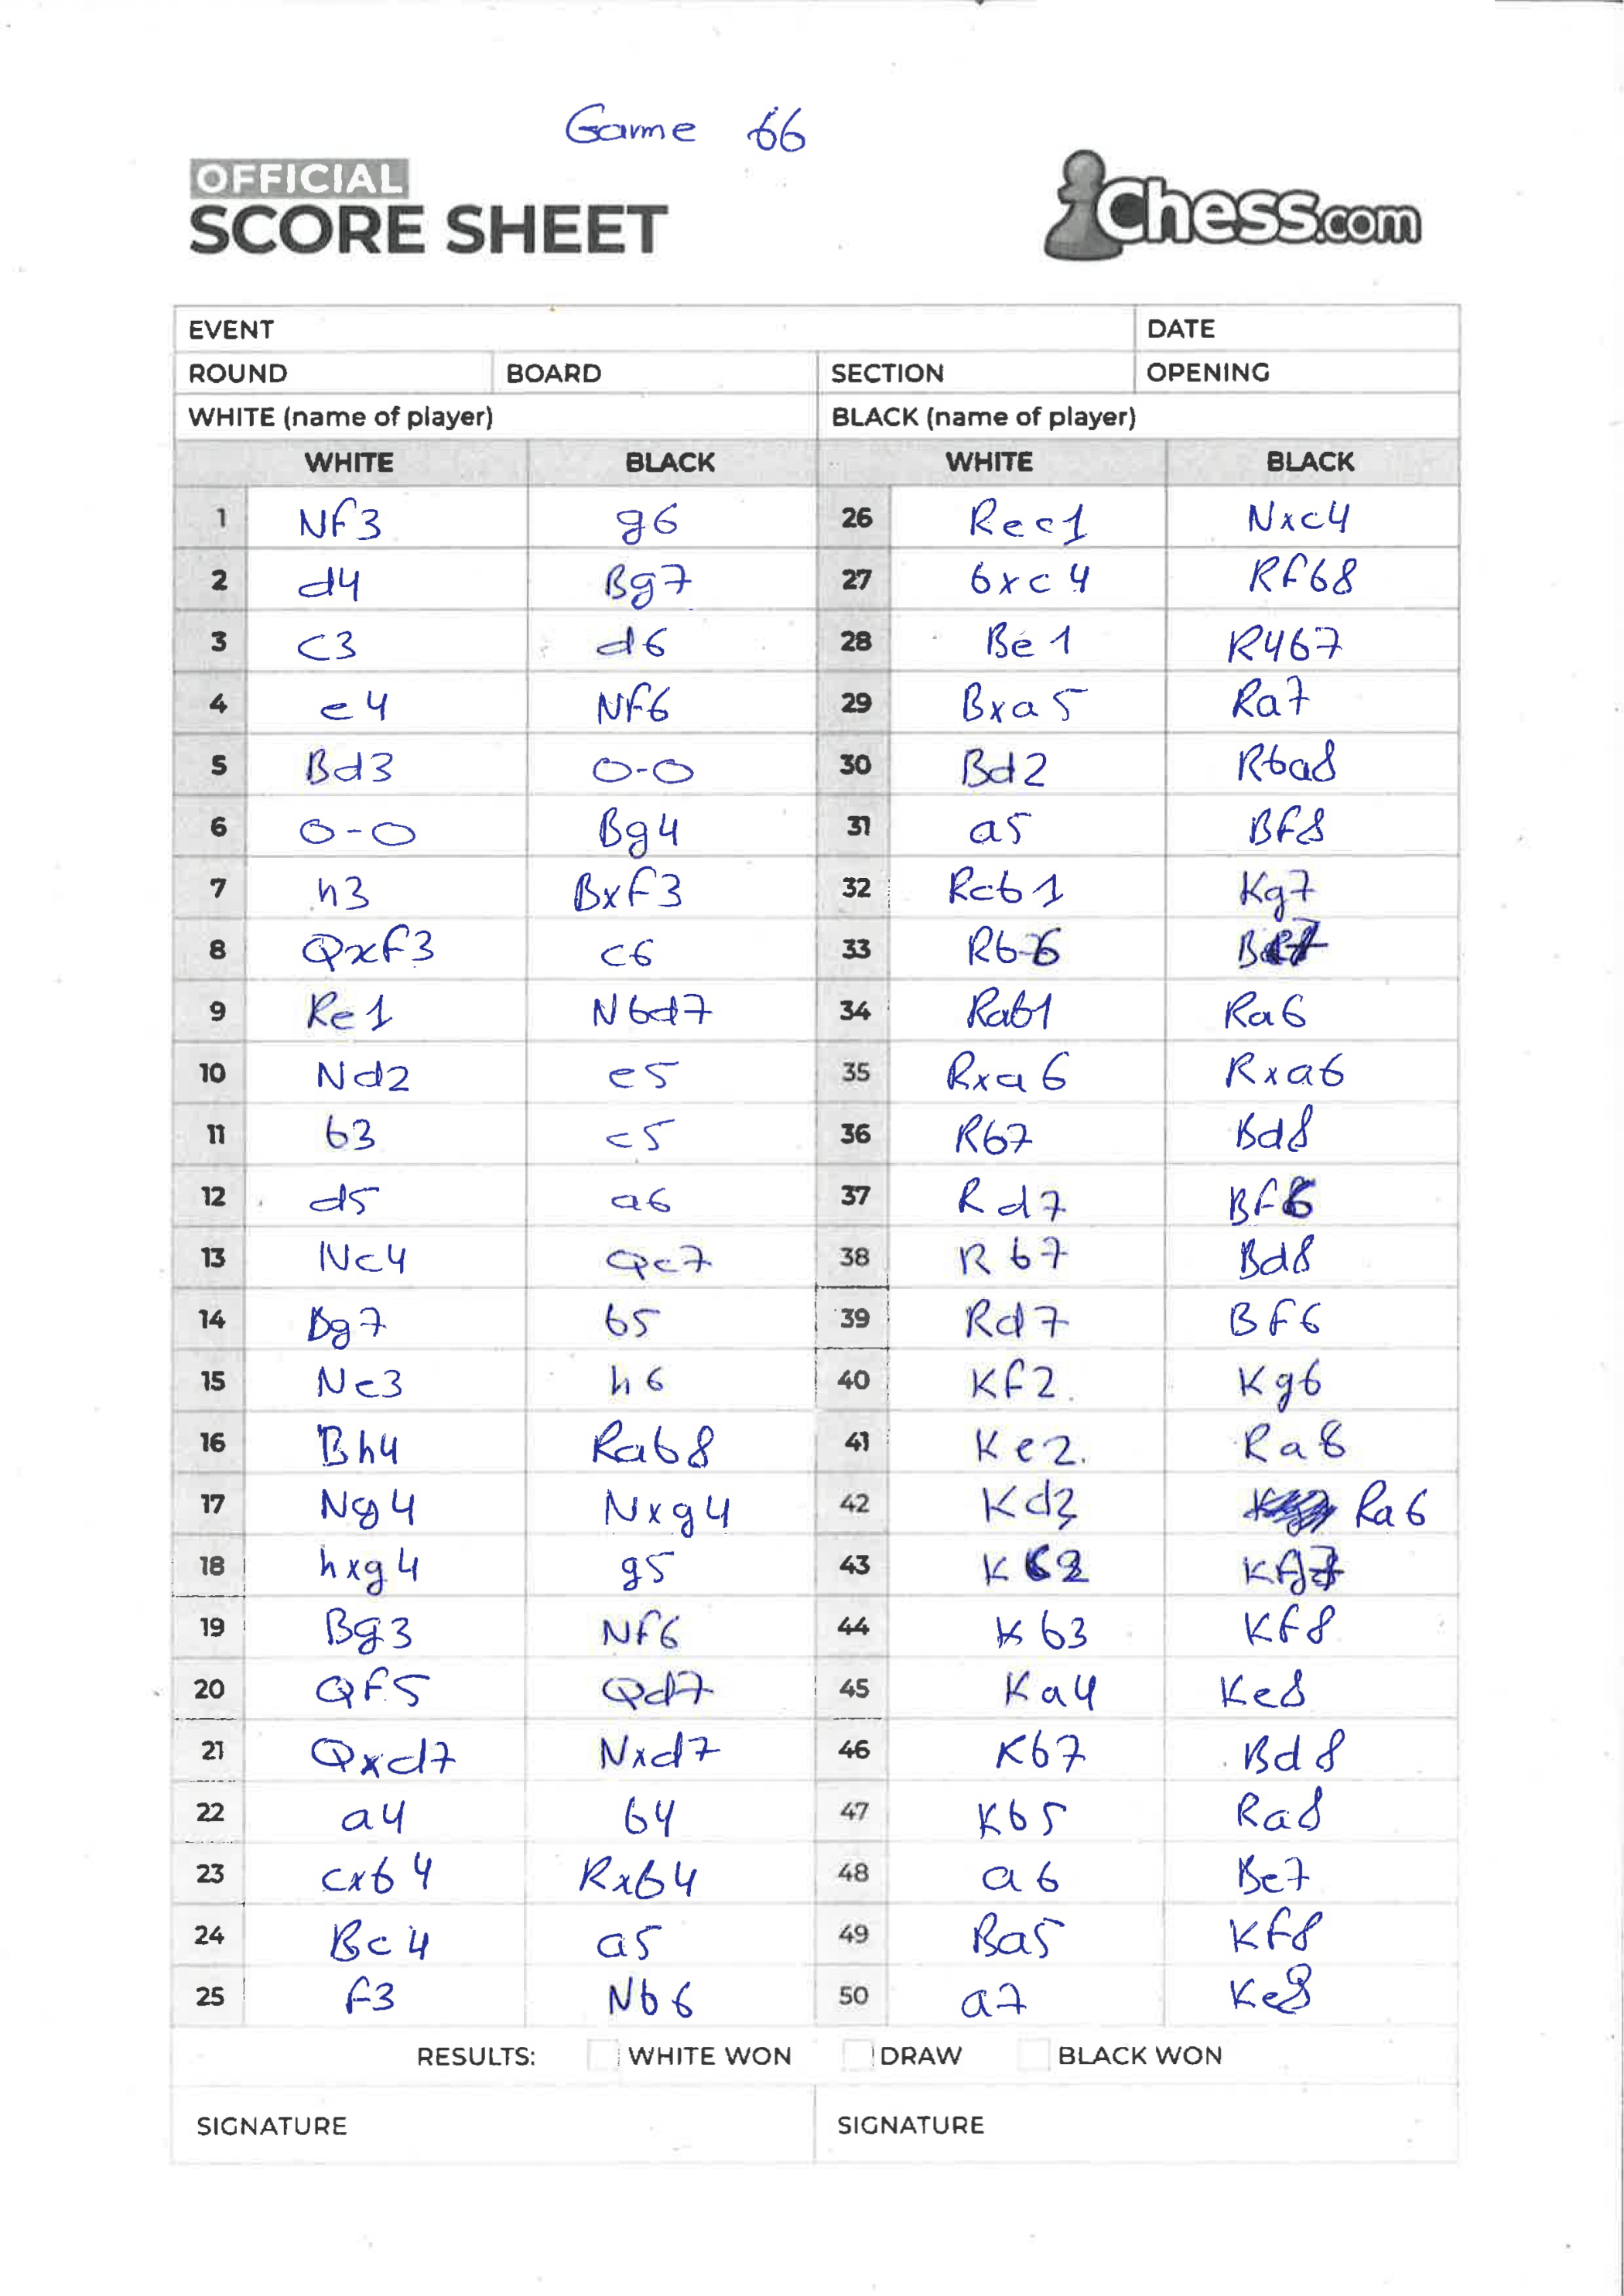 Game 66
OFFICIAL
SCORE SHEET
Chess.com
EVENT DATE
ROUND BOARD SECTION OPENING
WHITE (name of player) BLACK (name of player)
WHITE BLACK WHITE BLACK
1 Nf3 g6 26 Rec1 Nxc4
2 d4 Bg7 27 bxc4 Rfb8
3 c3 d6 28 Be1 R4b7
4 e4 Nf6 29 Bxa5 Ra7
5 Bd3 0-0 30 Bd2 Rba8
6 0-0 Bg4 31 a5 Bf8
7 h3 Bxf3 32 Rcb1 Kg7
8 Qxf3 c6 33 Rb6
9 Re1 Nbd7 34 Rab1 Ra6
10 Nd2 e5 35 Rxa6 Rxa6
11 b3 c5 36 Rb7 Bd8
12 d5 a6 37 Rd7 Bf6
13 Nc4 Qc7 38 Rb7 Bd8
14 Bg7 b5 39 Rd7 Bf6
15 Ne3 h6 40 Kf2. Kg6
16 Bh4 Rab8 41 Ke2. Ra8
17 Ng4 Nxg4 42 Kd3 Ra6
18 hxg4 g5 43
19 Bg3 Nf6 44 Kb3 Kf8
20 Qf5 Qd7 45 Ka4 Ke8
21 Qxd7 Nxd7 46 Kb7 Bd8
22 a4 b4 47 Kb5 Ra8
23 cxb4 Rxb4 48 a6 Be7
24 Bc4 a5 49 Ba5 Kf8
25 f3 Nb6 50 a7 Ke8
RESULTS: WHITE WON DRAW BLACK WON
SIGNATURE SIGNATURE